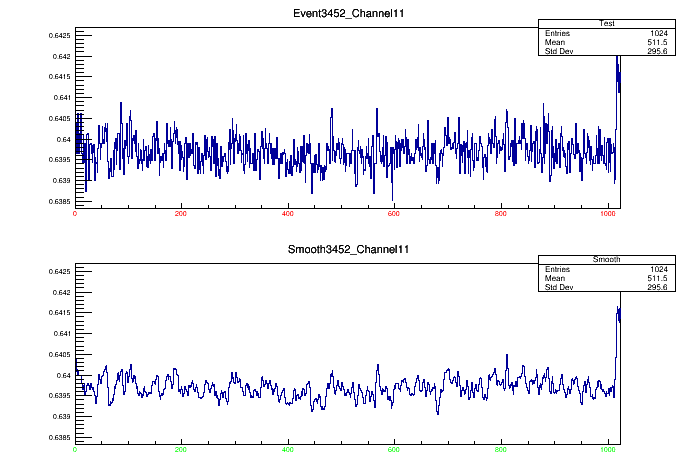 Event3452_Channel11
Test
Entries 1024
Mean 511.5
Std Dev 295.6
0.6425
0.642
0.6415
0.641
0.6405
0.64
0.6395
0.639
0.6385
0 200 400 600 800 1000
Smooth3452_Channel11
Smooth
Entries 1024
Mean 511.5
Std Dev 295.6
0.6425
0.642
0.6415
0.641
0.6405
0.64
0.6395
0.639
0.6385
0 200 400 600 800 1000